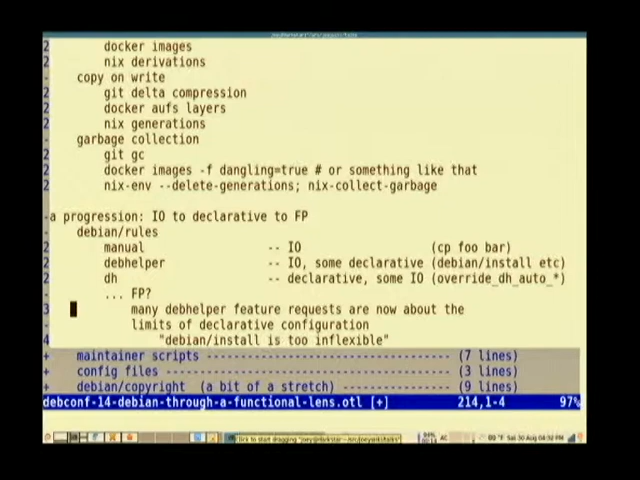 2 docker images
2 nix derivations
- copy on write
2 git delta compression
2 docker aufs layers
2 nix generations
- garbage collection
2 git gc
2 docker images -f dangling=true # or something like that
2 nix-env --delete-generations; nix-collect-garbage
-a progression: IO to declarative to FP
- debian/rules
2 manual -- IO (cp foo bar)
2 debhelper -- IO, some declarative (debian/install etc)
2 dh -- declarative, some IO (override_dh_auto_*)
- ... FP?
3 many debhelper feature requests are now about the
- limits of declarative configuration
4 "debian/install is too inflexible"
+ maintainer scripts ------------------------------------ (7 lines)
+ config files ------------------------------------------ (3 lines)
+ debian/copyright (a bit of a stretch) ----------------- (9 lines)
debconf-14-debian-through-a-functional-lens.otl [+] 214,1-4 97%